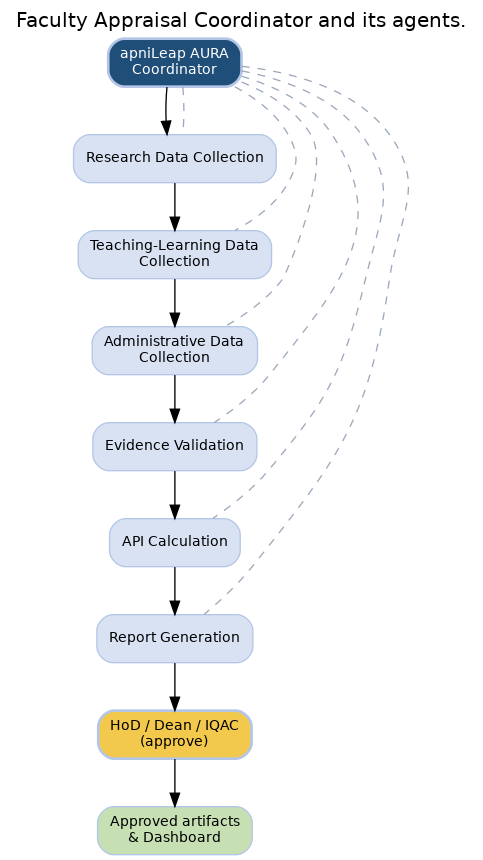 Faculty Appraisal Coordinator and its agents.
apniLeap AURA
Coordinator
Research Data Collection
Teaching-Learning Data
Collection
Administrative Data
Collection
Evidence Validation
API Calculation
Report Generation
HoD / Dean / IQAC
(approve)
Approved artifacts
& Dashboard